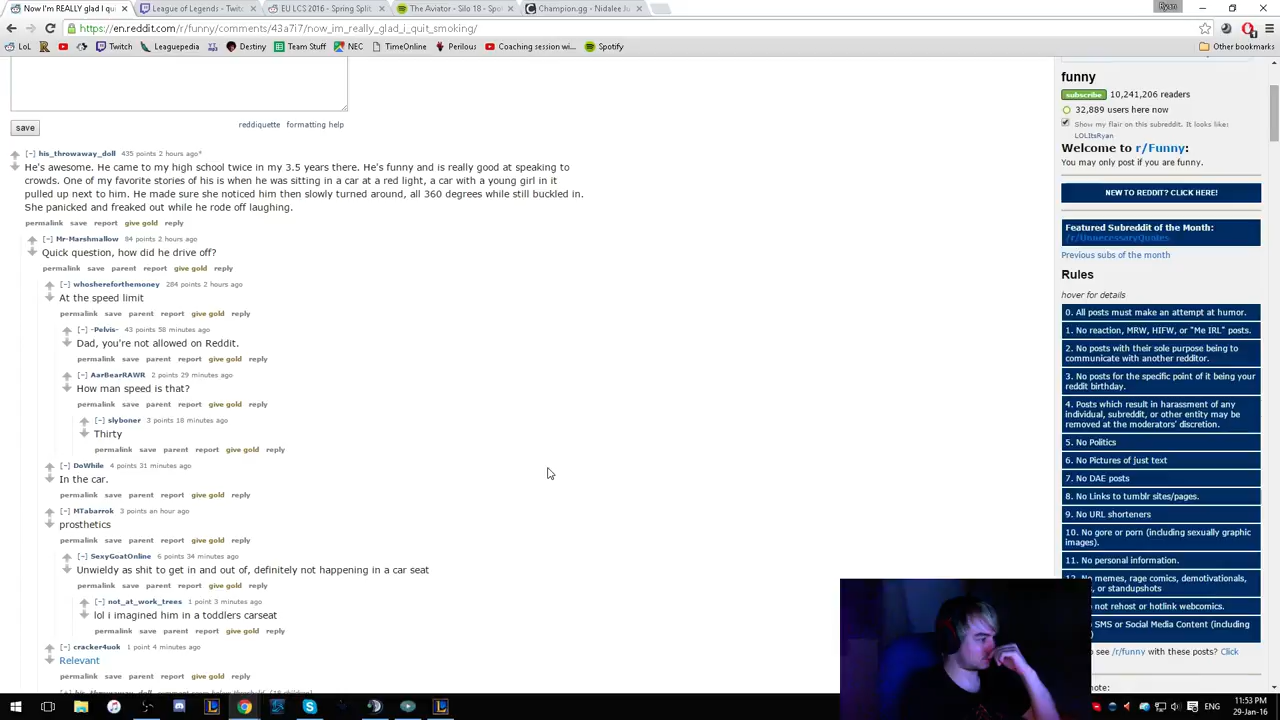 Now I'm REALLY glad I qu
League of Legends - Twitc
EU LCS 2016 - Spring Split
The Aviator - Silo 18 - Sp
Champion.gg - Nidalee Ju
Ryan
https://en.reddit.com/r/funny/comments/43a7i7/now_im_really_glad_i_quit_smoking/
LoL
Twitch
Leaguepedia
Destiny
Team Stuff
NEC
TimeOnline
Perilous
Coaching session wi...
Spotify
Other bookmarks
reddiquette formatting help
save
[–] his_throwaway_doll 435 points 2 hours ago*
He's awesome. He came to my high school twice in my 3.5 years there. He's funny and is really good at speaking to
crowds. One of my favorite stories of his is when he was sitting in a car at a red light, a car with a young girl in it
pulled up next to him. He made sure she noticed him then slowly turned around, all 360 degrees while still buckled in.
She panicked and freaked out while he rode off laughing.
permalink save report give gold reply
[–] Mr-Marshmallow 84 points 2 hours ago
Quick question, how did he drive off?
permalink save parent report give gold reply
[–] whoshereforthemoney 284 points 2 hours ago
At the speed limit
permalink save parent report give gold reply
[–] -Pelvis- 43 points 58 minutes ago
Dad, you're not allowed on Reddit.
permalink save parent report give gold reply
[–] AarBearRAWR 2 points 29 minutes ago
How man speed is that?
permalink save parent report give gold reply
[–] slyboner 3 points 18 minutes ago
Thirty
permalink save parent report give gold reply
[–] DoWhile 4 points 31 minutes ago
In the car.
permalink save parent report give gold reply
[–] MTabarrok 3 points an hour ago
prosthetics
permalink save parent report give gold reply
[–] SexyGoatOnline 6 points 34 minutes ago
Unwieldy as shit to get in and out of, definitely not happening in a seat
permalink save parent report give gold reply
[–] not_at_work_trees 1 point 3 minutes ago
lol i imagined him in a toddlers carseat
permalink save parent report give gold reply
[–] cracker4uok 1 point 4 minutes ago
Relevant
permalink save parent report give gold reply
funny
subscribe 10,241,206 readers
32,889 users here now
Show my flair on this subreddit. It looks like:
LOLItsRyan
Welcome to r/Funny:
You may only post if you are funny.
NEW TO REDDIT? CLICK HERE!
Featured Subreddit of the Month:
/r/UnnecessaryQuotes
Previous subs of the month
Rules
hover for details
0. All posts must make an attempt at humor.
1. No reaction, MRW, HIFW, or "Me IRL" posts.
2. No posts with their sole purpose being to
communicate with another redditor.
3. No posts for the specific point of it being your
reddit birthday.
4. Posts which result in harassment of any
individual, subreddit, or other entity may be
removed at the moderators' discretion.
5. No Politics
6. No Pictures of just text
7. No DAE posts
8. No Links to tumblr sites/pages.
9. No URL shorteners
10. No gore or porn (including sexually graphic
images).
11. No personal information.
memes, rage comics, demotivationals,
or standupshots
not rehost or hotlink webcomics.
SMS or Social Media Content (including
see /r/funny with these posts? Click
note:
ENG
11:53 PM
29-Jan-16